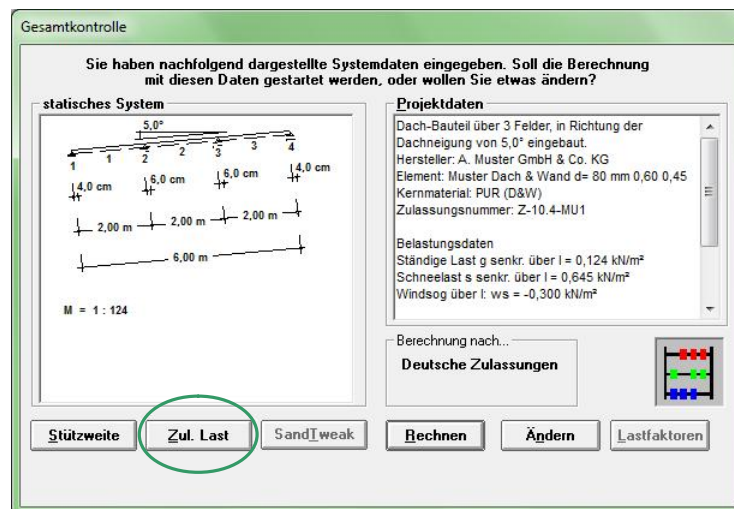 Gesamtkontrolle
Sie haben nachfolgend dargestellte Systemdaten eingegeben. Soll die Berechnung
mit diesen Daten gestartet werden, oder wollen Sie etwas ändern?
statisches System
5,0°
1 1 2 2 3 3 4
4,0 cm 6,0 cm 6,0 cm 4,0 cm
2,00 m 2,00 m 2,00 m
6,00 m
M = 1 : 124
Projektdaten
Dach-Bauteil über 3 Felder, in Richtung der
Dachneigung von 5,0° eingebaut.
Hersteller: A. Muster GmbH & Co. KG
Element: Muster Dach & Wand d= 80 mm 0,60 0,45
Kernmaterial: PUR (D&W)
Zulassungsnummer: Z-10.4-MU1
Belastungsdaten
Ständige Last g senkr. über l = 0,124 kN/m²
Schneelast s senkr. über l = 0,645 kN/m²
Windsog über l: ws = -0,300 kN/m²
Berechnung nach...
Deutsche Zulassungen
Stützweite
Zul. Last
SandTweak
Rechnen
Ändern
Lastfaktoren